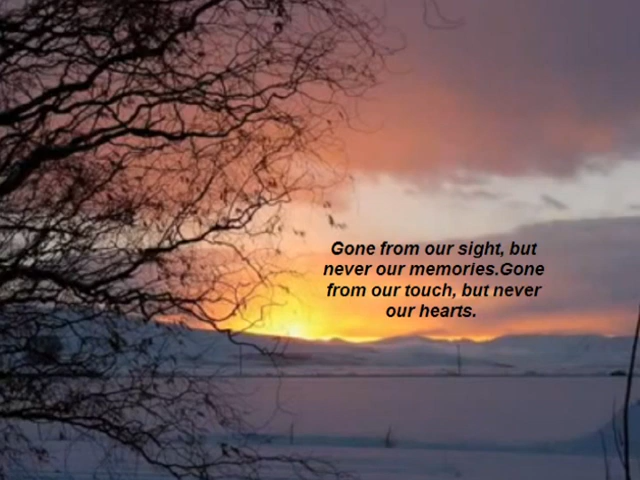 Gone from our sight, but
never our memories.Gone
from our touch, but never
our hearts.